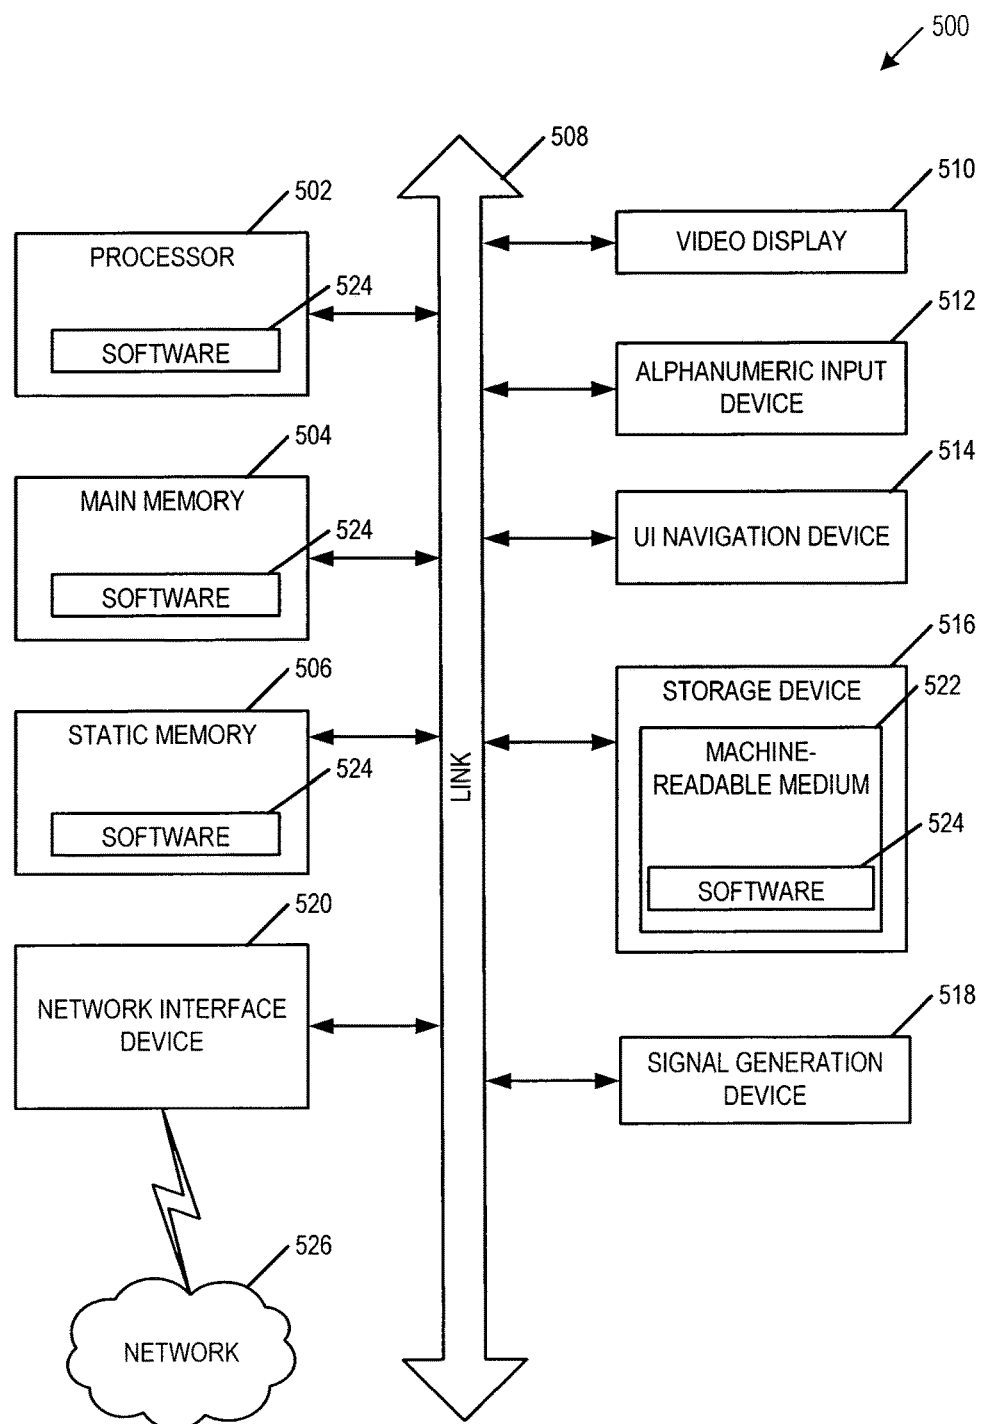 500
508
502
PROCESSOR
524
SOFTWARE
504
MAIN MEMORY
524
SOFTWARE
506
STATIC MEMORY
524
SOFTWARE
520
NETWORK INTERFACE
DEVICE
526
NETWORK
LINK
510
VIDEO DISPLAY
512
ALPHANUMERIC INPUT
DEVICE
514
UI NAVIGATION DEVICE
516
STORAGE DEVICE
522
MACHINE-
READABLE MEDIUM
524
SOFTWARE
518
SIGNAL GENERATION
DEVICE